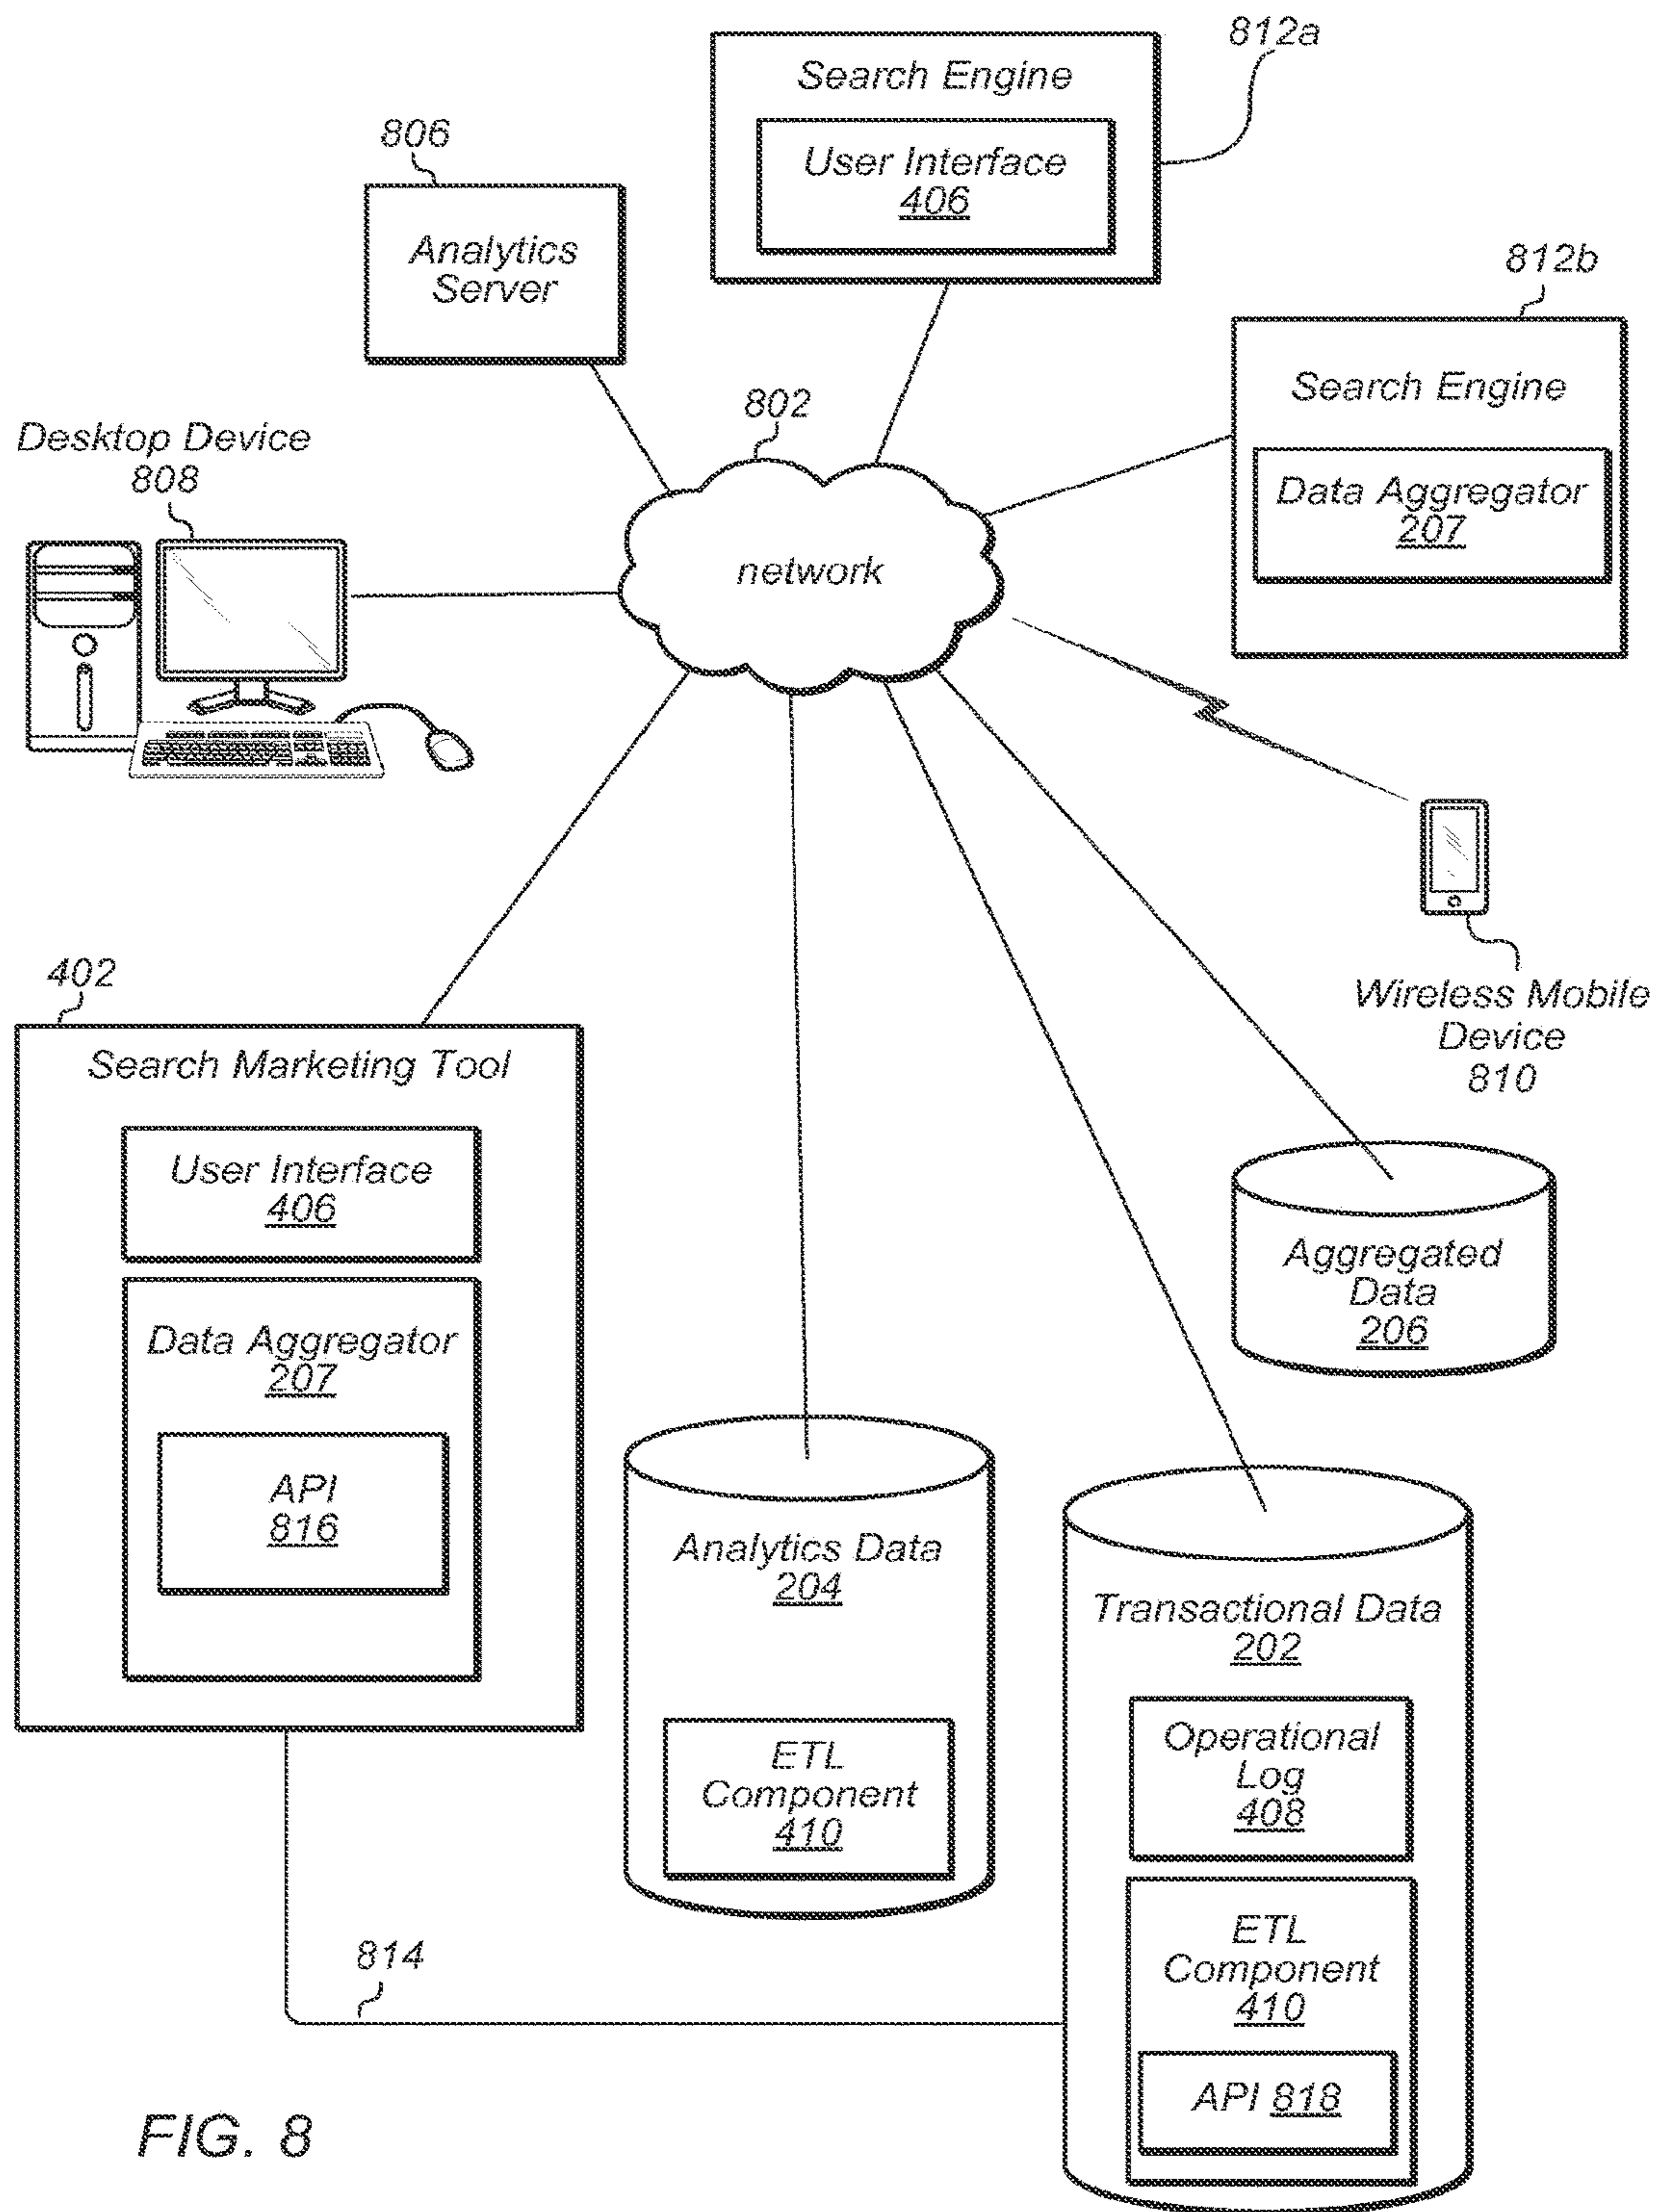 812a
Search Engine
User Interface
406
806
Analytics
Server
812b
Search Engine
Data Aggregator
207
802
network
Desktop Device
808
Wireless Mobile
Device
810
402
Search Marketing Tool
User Interface
406
Data Aggregator
207
API
816
Aggregated
Data
206
Analytics Data
204
ETL
Component
410
Transactional Data
202
Operational
Log
408
ETL
Component
410
API 818
814
FIG. 8